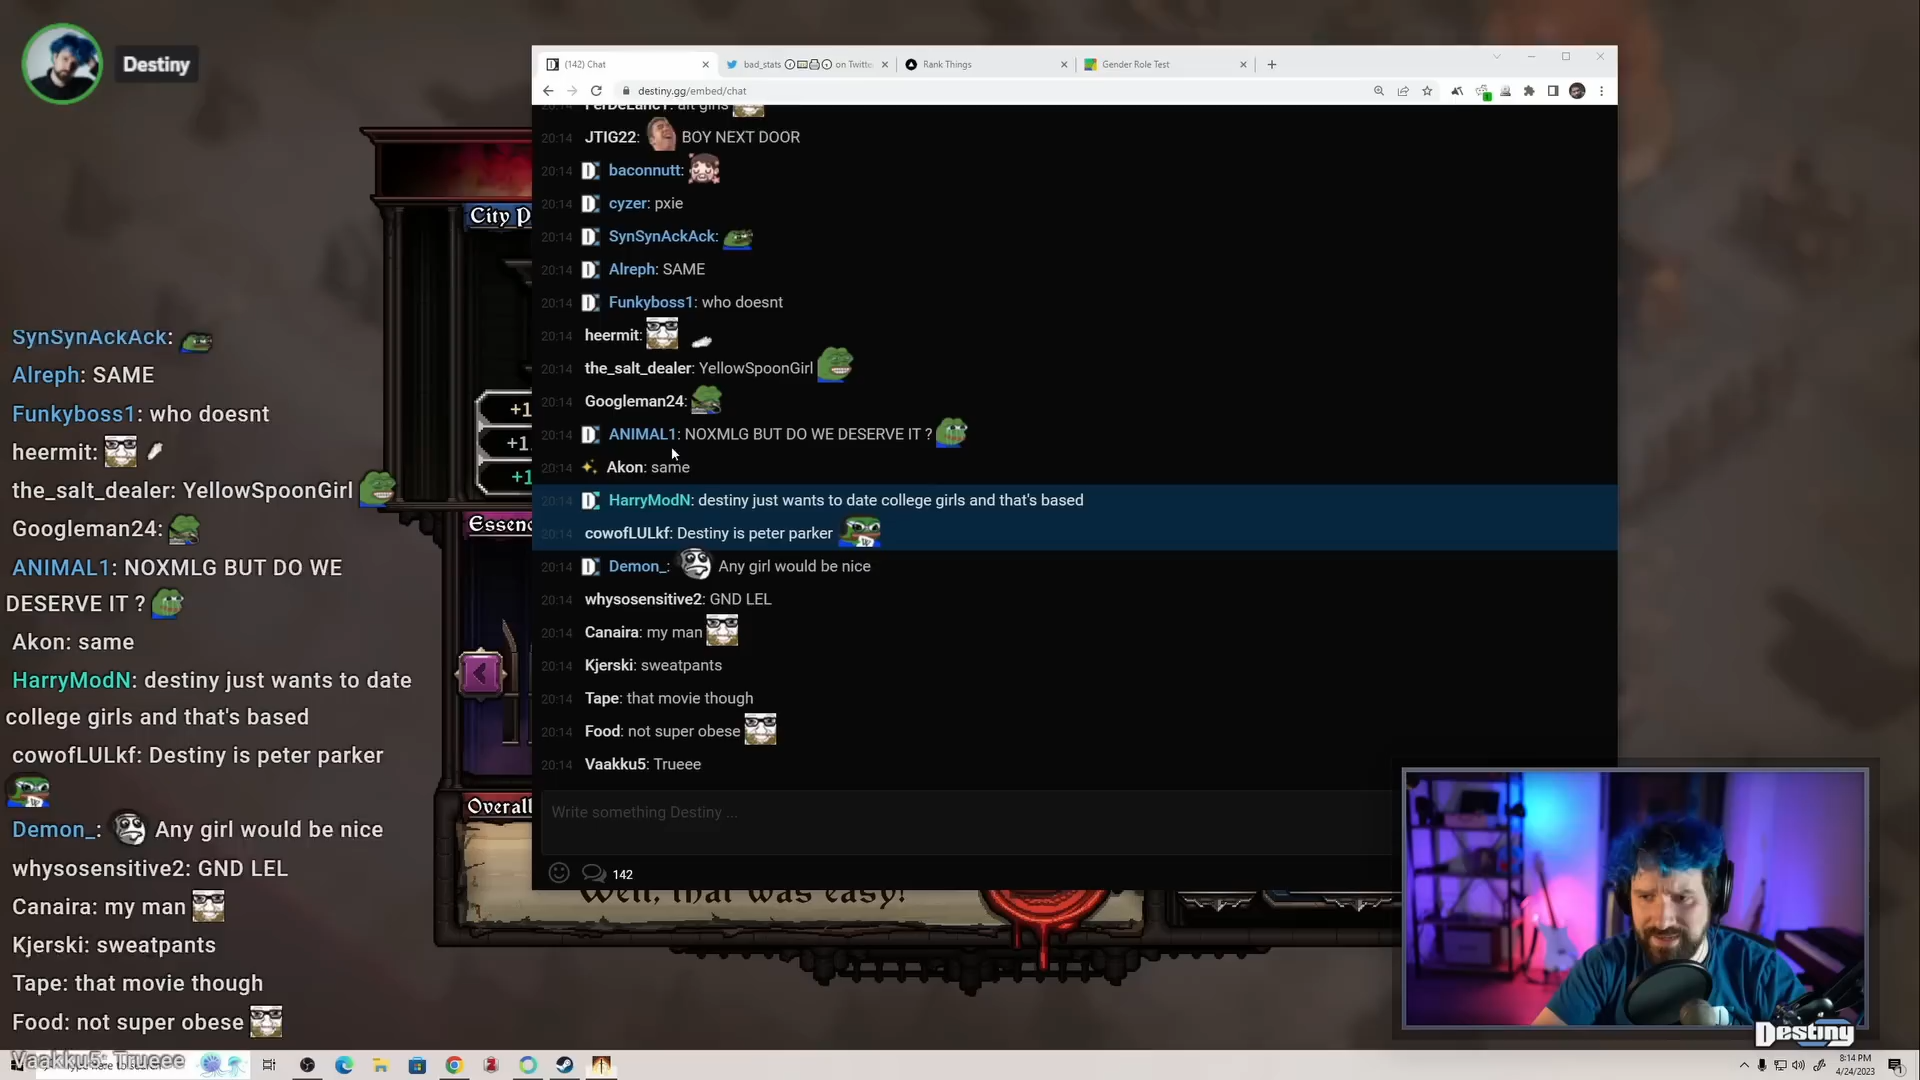 Destiny
(142) Chat
bad_stats on Twitte
Rank Things
Gender Role Test
destiny.gg/embed/chat
20:14 JTIG22: BOY NEXT DOOR
20:14 baconnutt:
20:14 cyzer: pxie
20:14 SynSynAckAck:
20:14 Alreph: SAME
20:14 Funkyboss1: who doesnt
20:14 heermit:
20:14 the_salt_dealer: YellowSpoonGirl
20:14 Googleman24:
20:14 ANIMAL1: NOXMLG BUT DO WE DESERVE IT ?
20:14 Akon: same
20:14 HarryModN: destiny just wants to date college girls and that's based
20:14 cowofLULkf: Destiny is peter parker
20:14 Demon_: Any girl would be nice
20:14 whysosensitive2: GND LEL
20:14 Canaira: my man
20:14 Kjerski: sweatpants
20:14 Tape: that movie though
20:14 Food: not super obese
20:14 Vaakku5: Trueee
Write something Destiny ...
142
City P
+1
+1
+1
Essenc
Overall
Well, that was easy!
SynSynAckAck:
Alreph: SAME
Funkyboss1: who doesnt
heermit:
the_salt_dealer: YellowSpoonGirl
Googleman24:
ANIMAL1: NOXMLG BUT DO WE
DESERVE IT ?
Akon: same
HarryModN: destiny just wants to date
college girls and that's based
cowofLULkf: Destiny is peter parker
Demon_: Any girl would be nice
whysosensitive2: GND LEL
Canaira: my man
Kjerski: sweatpants
Tape: that movie though
Food: not super obese
Vaakku5: Trueee
Destiny
8:14 PM
4/24/2023